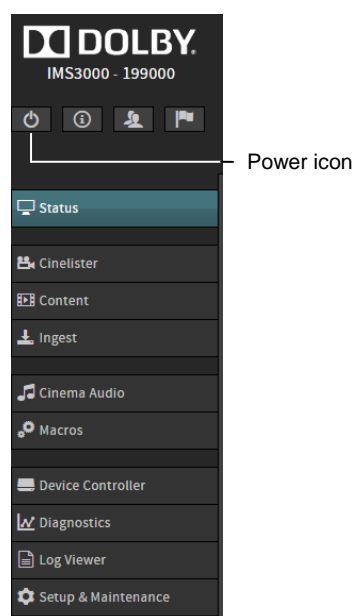 DOLBY.
IMS3000 - 199000
Power icon
Status
Cinelister
Content
Ingest
Cinema Audio
Macros
Device Controller
Diagnostics
Log Viewer
Setup & Maintenance